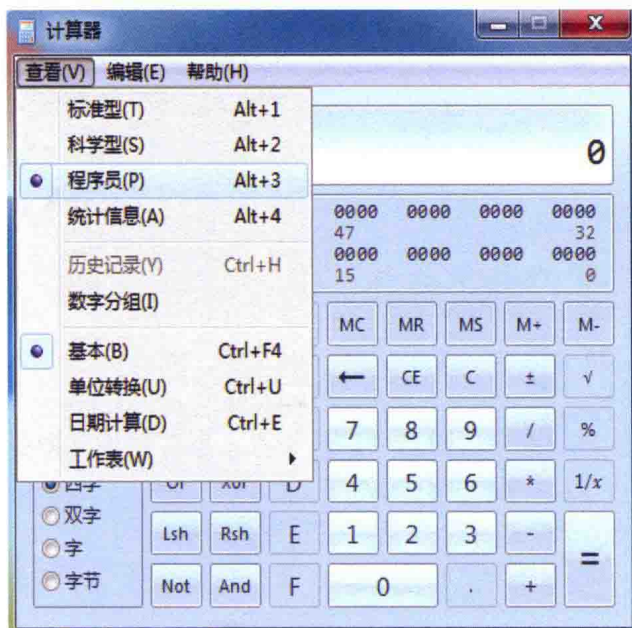 计算器
查看(V) 编辑(E) 帮助(H)
标准型(T) Alt+1
科学型(S) Alt+2
0
程序员(P) Alt+3
统计信息(A) Alt+4
0000 0000 0000 0000
47 32
历史记录(Y) Ctrl+H
0000 0000 0000 0000
15 0
数字分组(I)
MC MR MS M+ M-
基本(B) Ctrl+F4
单位转换(U) Ctrl+U
← CE C ± √
日期计算(D) Ctrl+E
7 8 9 / %
工作表(W)
四字 Or Xor D 4 5 6 * 1/x
双字
Lsh Rsh E 1 2 3 - =
字
字节 Not And F 0 . +